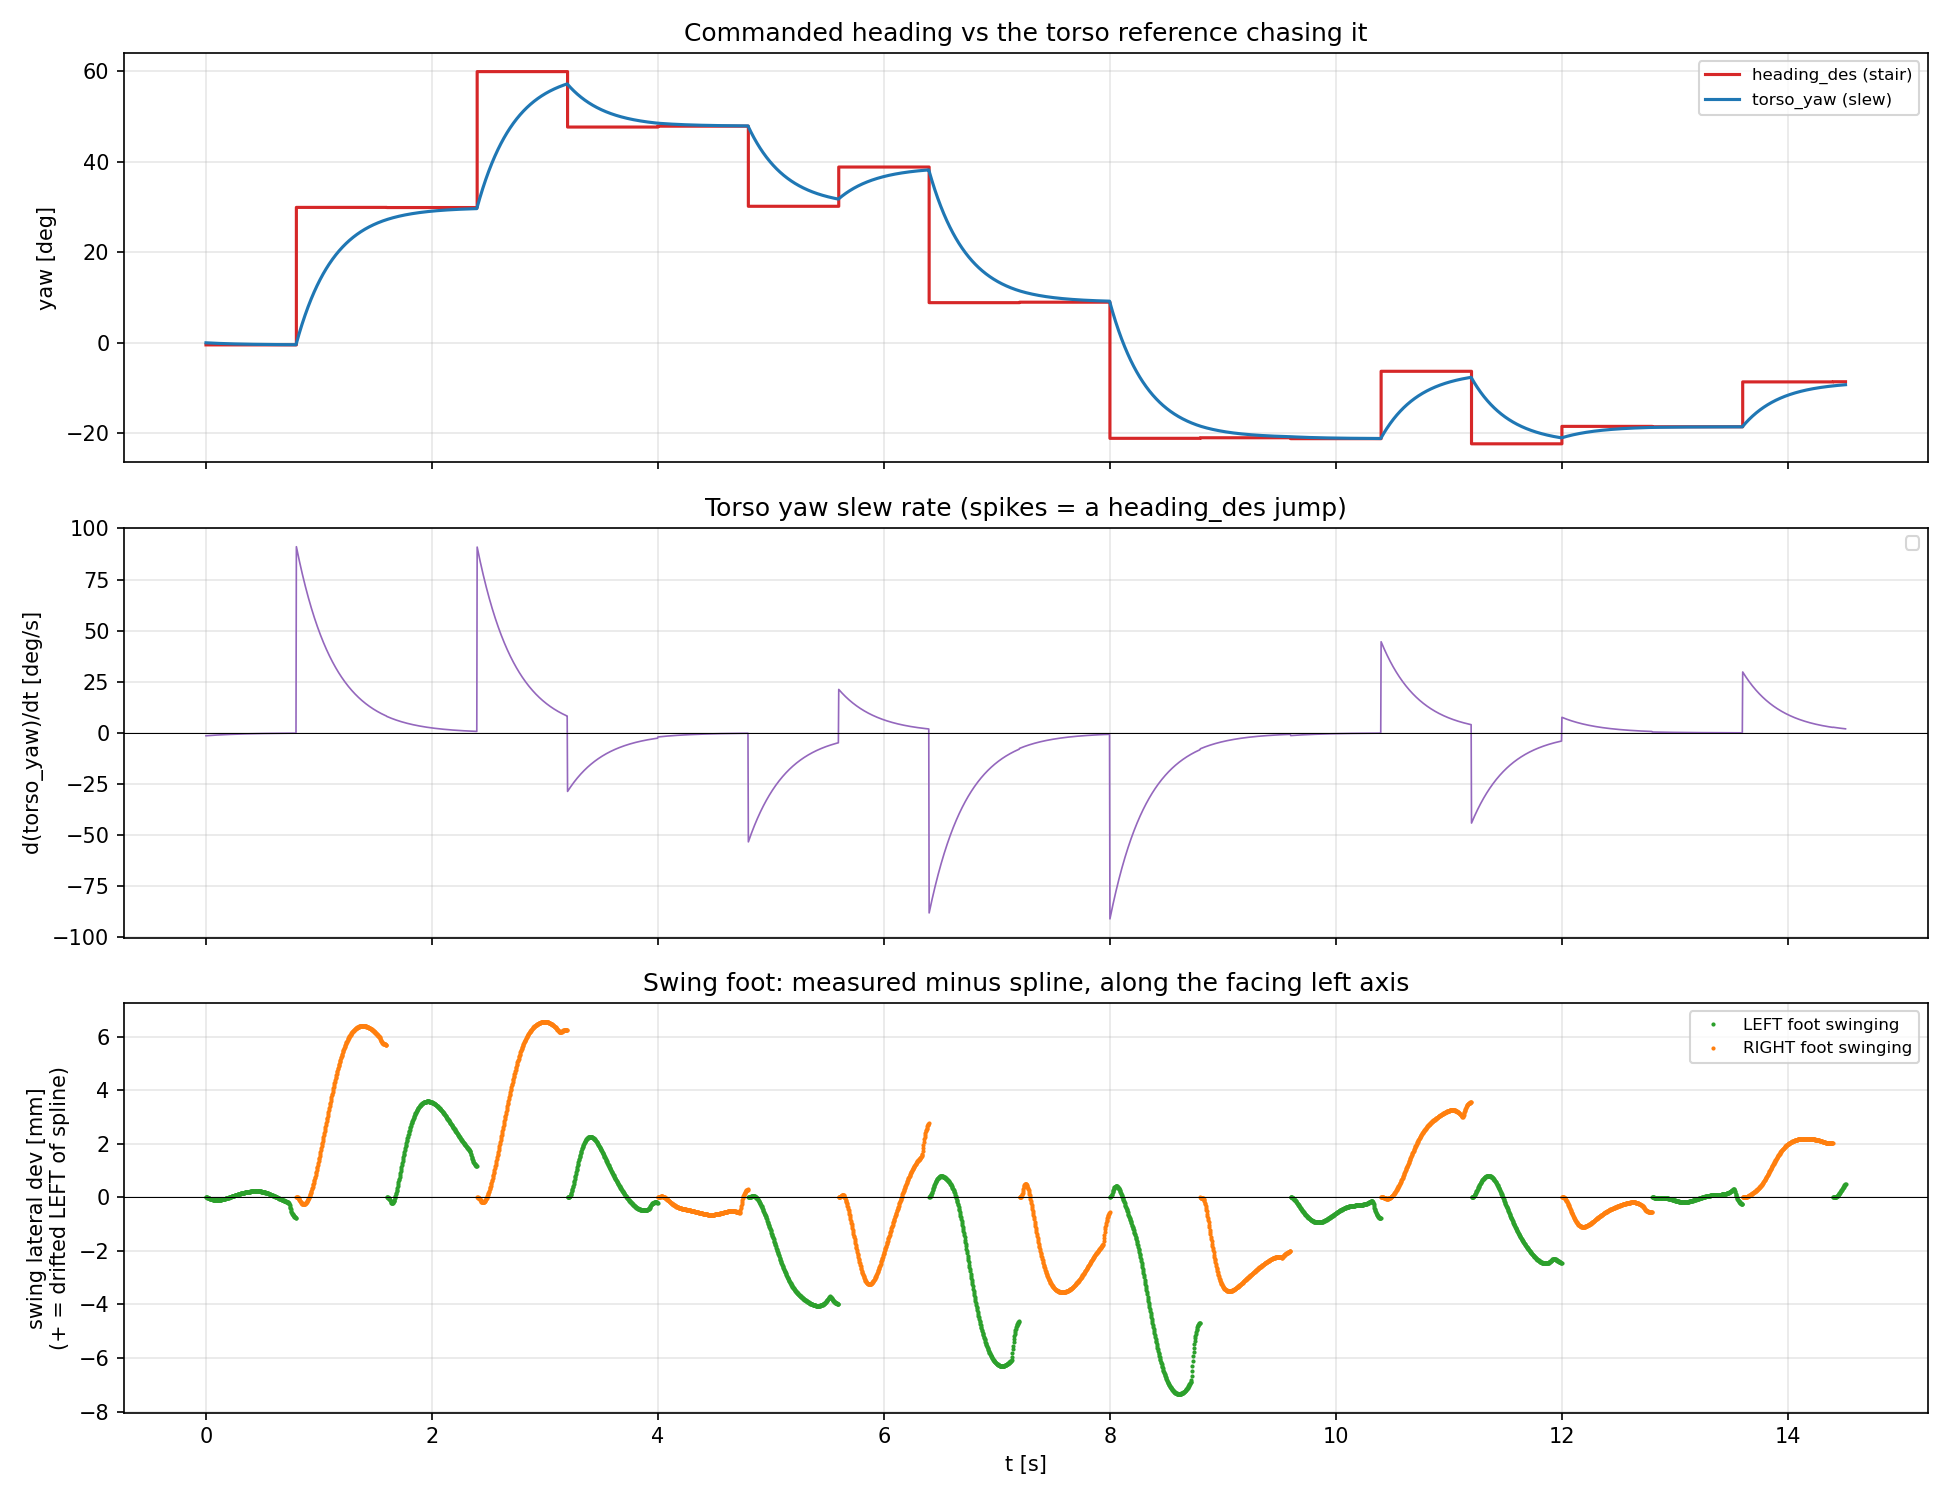 Commanded heading vs the torso reference chasing it
heading_des (stair)
torso_yaw (slew)
yaw [deg]
60
40
20
0
−20
Torso yaw slew rate (spikes = a heading_des jump)
d(torso_yaw)/dt [deg/s]
100
75
50
25
0
−25
−50
−75
−100
Swing foot: measured minus spline, along the facing left axis
LEFT foot swinging
RIGHT foot swinging
swing lateral dev [mm]
(+ = drifted LEFT of spline)
6
4
2
0
−2
−4
−6
−8
0 2 4 6 8 10 12 14
t [s]